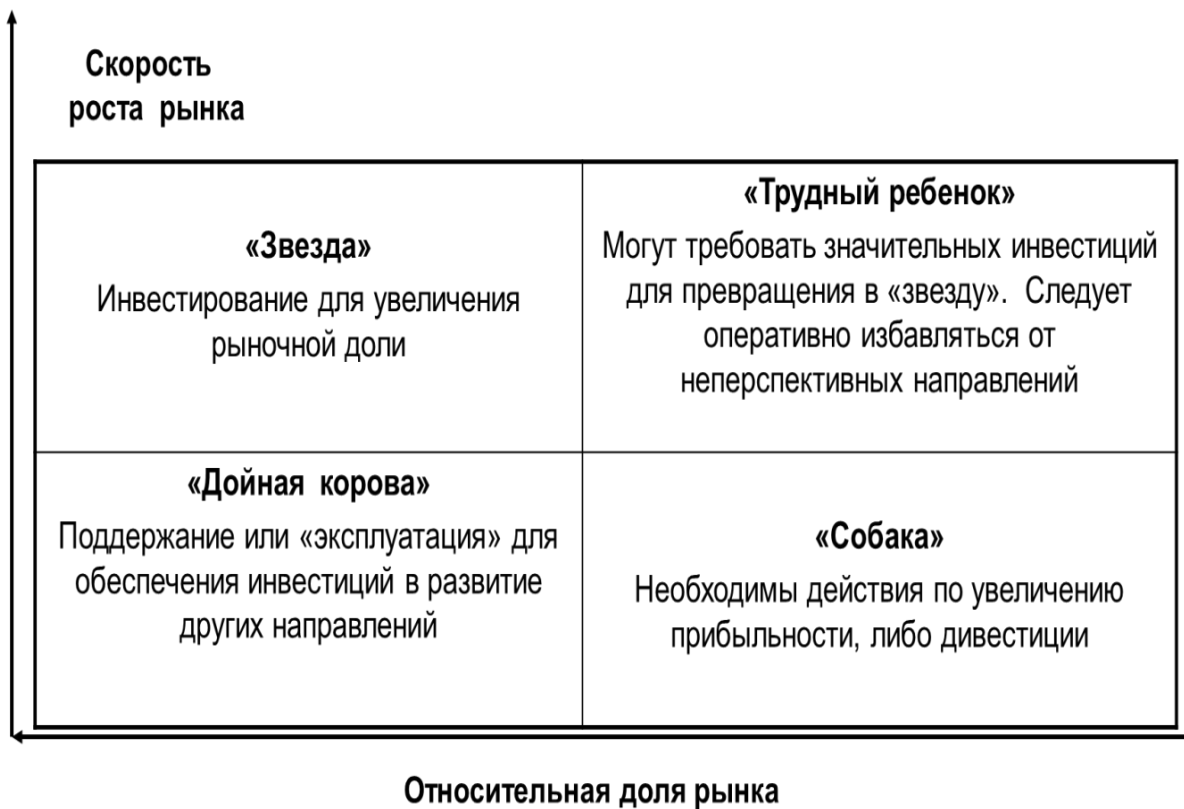 Скорость
роста рынка
«Звезда»
Инвестирование для увеличения
рыночной доли
«Трудный ребенок»
Могут требовать значительных инвестиций
для превращения в «звезду». Следует
оперативно избавляться от
неперспективных направлений
«Дойная корова»
Поддержание или «эксплуатация» для
обеспечения инвестиций в развитие
других направлений
«Собака»
Необходимы действия по увеличению
прибыльности, либо дивестиции
Относительная доля рынка